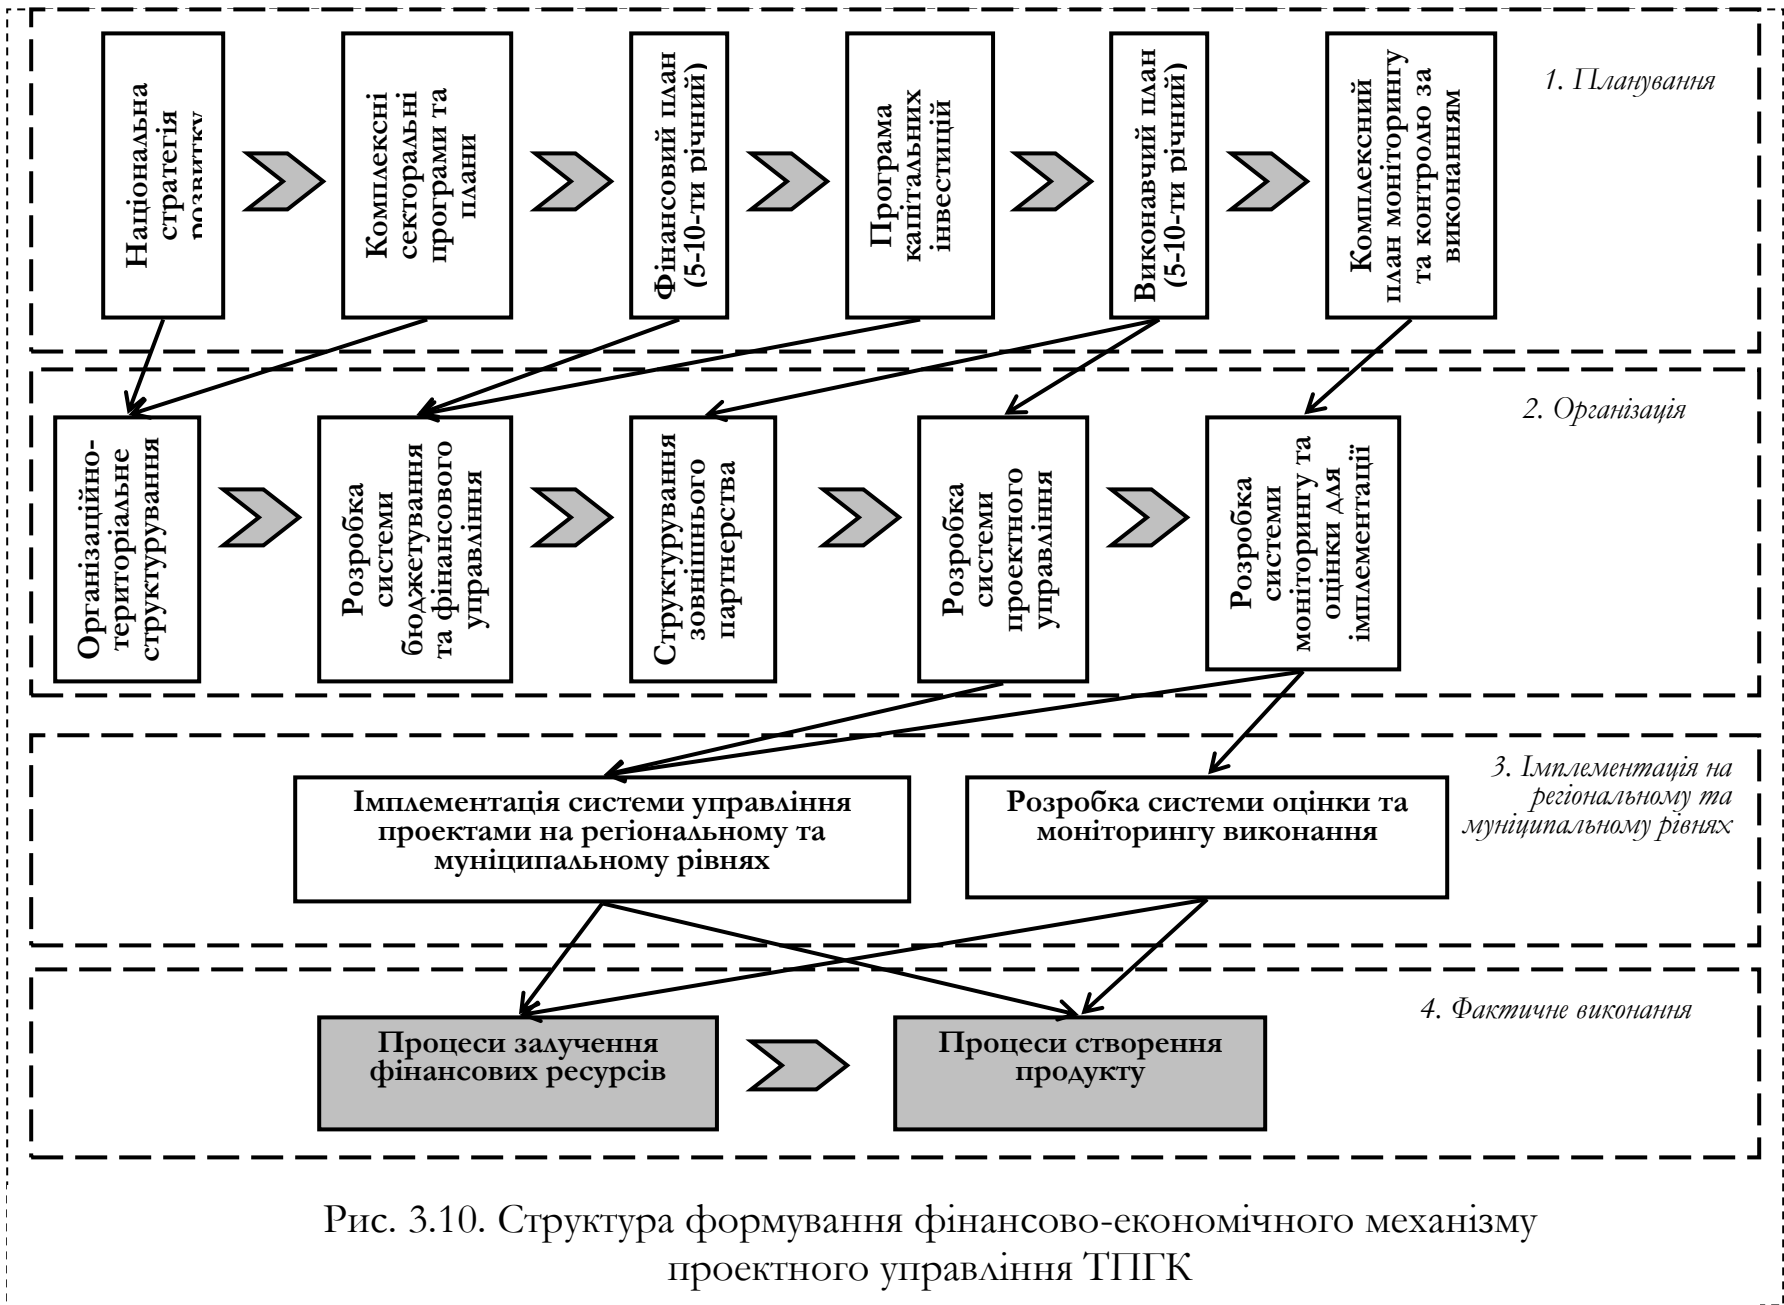 1. Планування
Національна
стратегія
розвитку
Комплексні
секторальні
програми та
плани
Фінансовий план
(5-10-ти річний)
Програма
капітальних
інвестицій
Виконавчий план
(5-10-ти річний)
Комплексний
план моніторингу
та контролю за
виконанням
2. Організація
Організаційно-
територіальне
структурування
Розробка
системи
бюджетування
та фінансового
управління
Структурування
зовнішнього
партнерства
Розробка
системи
проектного
управління
Розробка
системи
моніторингу та
оцінки для
імплементації
3. Імплементація на
регіональному та
муніципальному рівнях
Імплементація системи управління
проектами на регіональному та
муніципальному рівнях
Розробка системи оцінки та
моніторингу виконання
4. Фактичне виконання
Процеси залучення
фінансових ресурсів
Процеси створення
продукту
Рис. 3.10. Структура формування фінансово-економічного механізму
проектного управління ТПГК